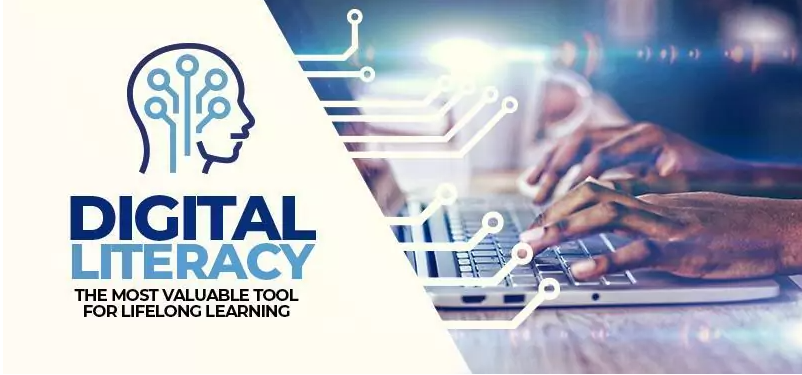 DIGITAL
LITERACY
THE MOST VALUABLE TOOL
FOR LIFELONG LEARNING